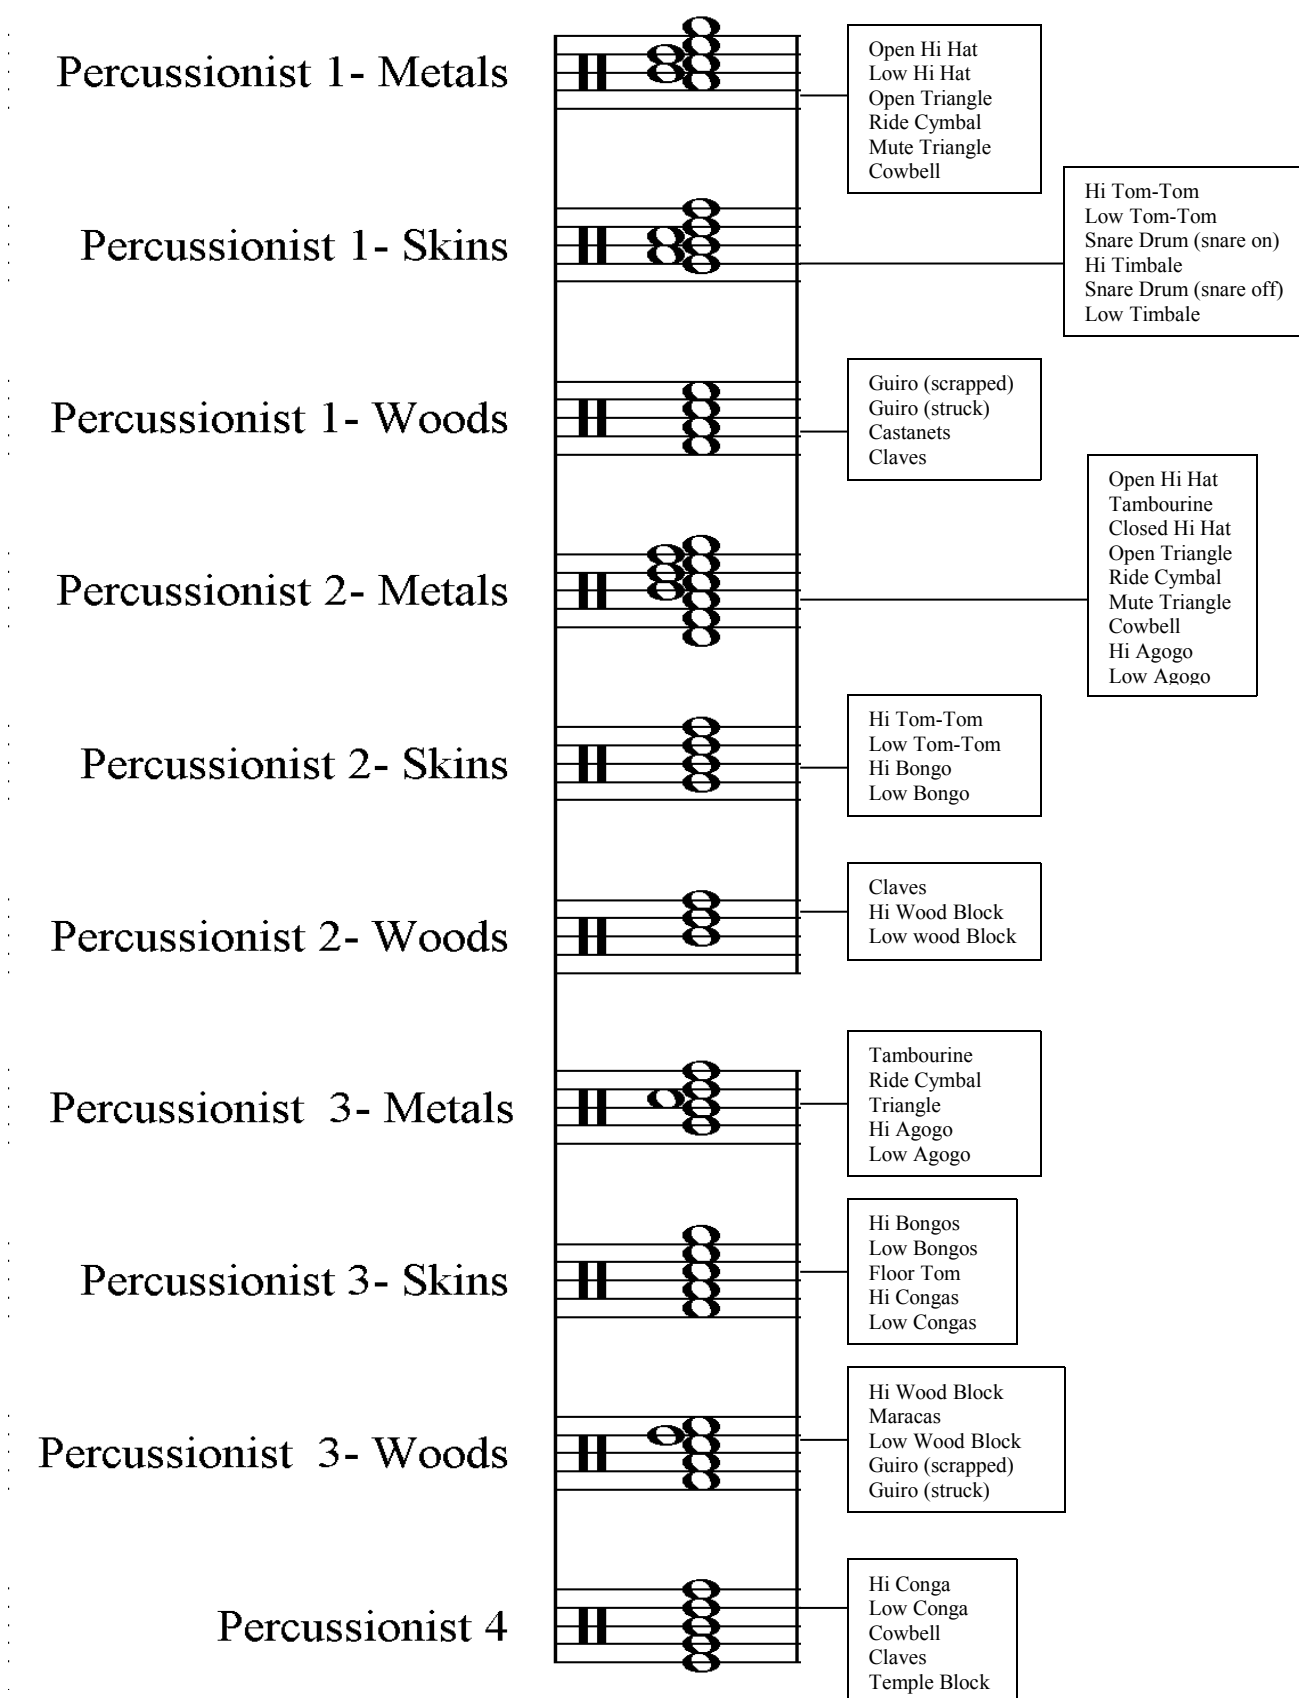 Percussionist 1- Metals
Open Hi Hat
Low Hi Hat
Open Triangle
Ride Cymbal
Mute Triangle
Cowbell
Percussionist 1- Skins
Hi Tom-Tom
Low Tom-Tom
Snare Drum (snare on)
Hi Timbale
Snare Drum (snare off)
Low Timbale
Percussionist 1- Woods
Guiro (scrapped)
Guiro (struck)
Castanets
Claves
Percussionist 2- Metals
Open Hi Hat
Tambourine
Closed Hi Hat
Open Triangle
Ride Cymbal
Mute Triangle
Cowbell
Hi Agogo
Low Agogo
Percussionist 2- Skins
Hi Tom-Tom
Low Tom-Tom
Hi Bongo
Low Bongo
Percussionist 2- Woods
Claves
Hi Wood Block
Low wood Block
Percussionist 3- Metals
Tambourine
Ride Cymbal
Triangle
Hi Agogo
Low Agogo
Percussionist 3- Skins
Hi Bongos
Low Bongos
Floor Tom
Hi Congas
Low Congas
Percussionist 3- Woods
Hi Wood Block
Maracas
Low Wood Block
Guiro (scrapped)
Guiro (struck)
Percussionist 4
Hi Conga
Low Conga
Cowbell
Claves
Temple Block